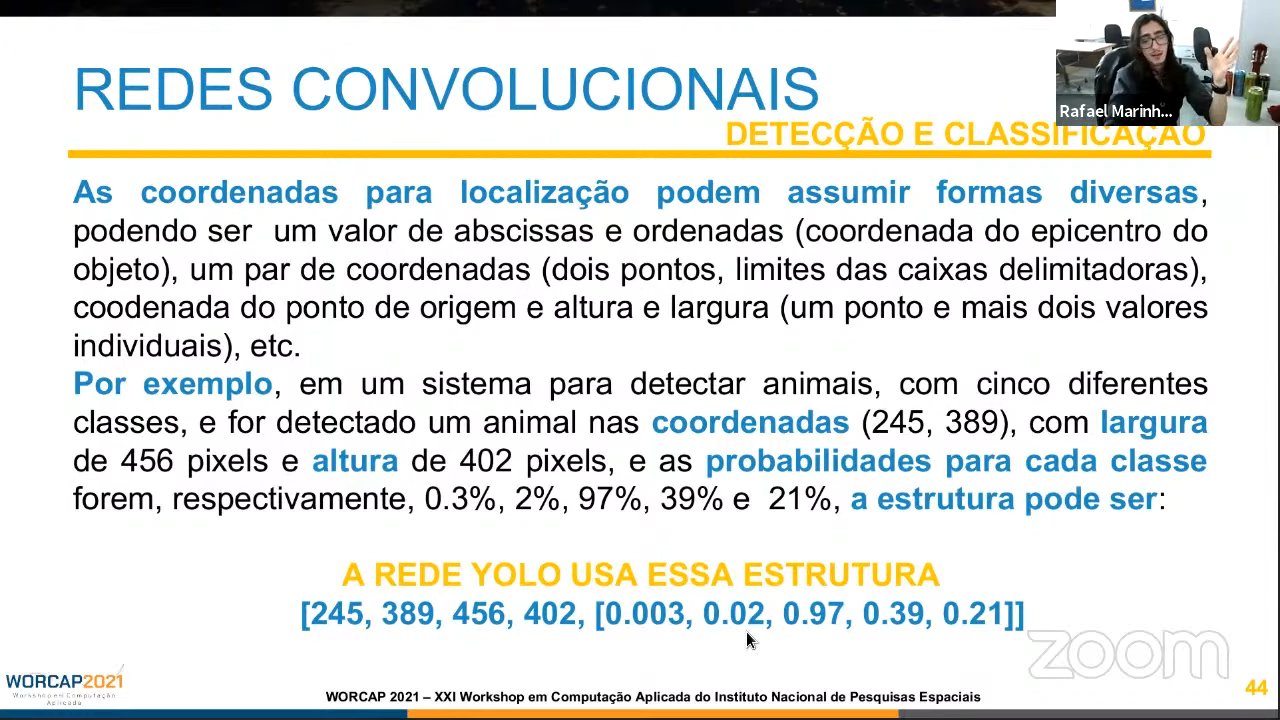 REDES CONVOLUCIONAIS
Rafael Marinh...
DETECÇÃO E CLASSIFICAÇÃO
As coordenadas para localização podem assumir formas diversas,
podendo ser um valor de abscissas e ordenadas (coordenada do epicentro do
objeto), um par de coordenadas (dois pontos, limites das caixas delimitadoras),
coodenada do ponto de origem e altura e largura (um ponto e mais dois valores
individuais), etc.
Por exemplo, em um sistema para detectar animais, com cinco diferentes
classes, e for detectado um animal nas coordenadas (245, 389), com largura
de 456 pixels e altura de 402 pixels, e as probabilidades para cada classe
forem, respectivamente, 0.3%, 2%, 97%, 39% e 21%, a estrutura pode ser:
A REDE YOLO USA ESSA ESTRUTURA
[245, 389, 456, 402, [0.003, 0.02, 0.97, 0.39, 0.21]]
zoom
WORCAP2021
Workshop em Computação
Aplicada
WORCAP 2021 – XXI Workshop em Computação Aplicada do Instituto Nacional de Pesquisas Espaciais
44